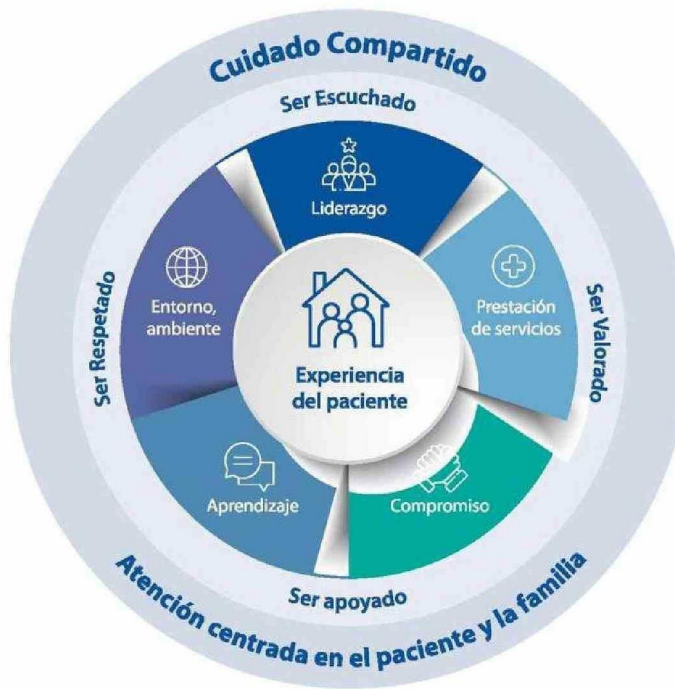 Cuidado Compartido
Ser Escuchado
Liderazgo
Ser Respetado
Entorno,
ambiente
Prestación
de servicios
Ser Valorado
Experiencia
del paciente
Aprendizaje
Compromiso
Ser apoyado
Atención centrada en el paciente y la familia